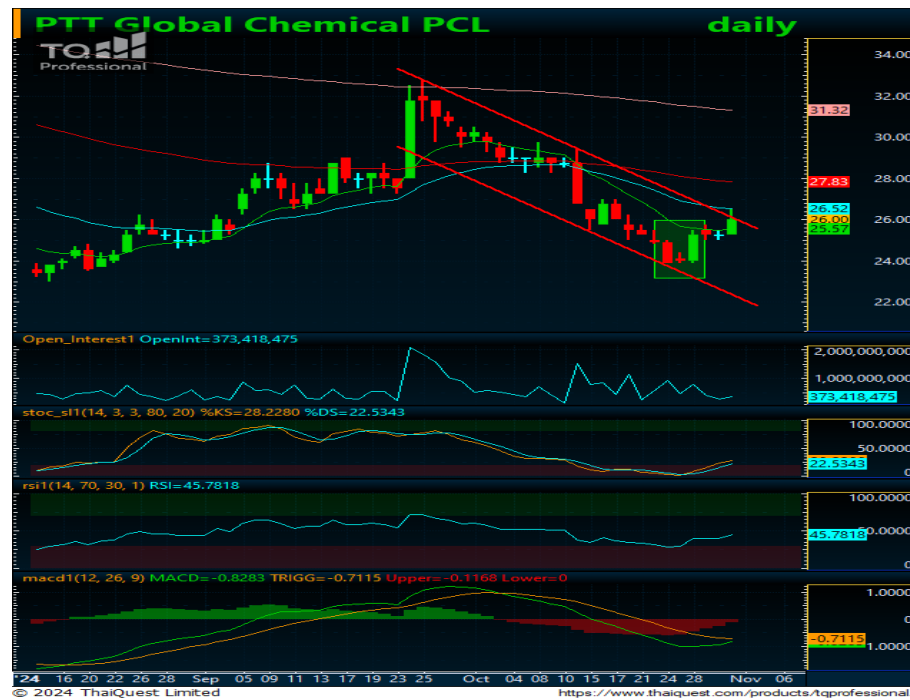 PTT Global Chemical PCL daily
TQ
Professional
34.00
32.00
31.32
30.00
28.00
27.83
26.52
26.00
25.57
24.00
22.00
Open_Interest1 OpenInt=373,418,475
2,000,000,000
1,000,000,000
373,418,475
stoc_sl1(14, 3, 3, 80, 20) %KS=28.2280 %DS=22.5343
100.0000
50.0000
22.5343
0
rsi1(14, 70, 30, 1) RSI=45.7818
100.0000
45.7818
0
macd1(12, 26, 9) MACD=-0.8283 TRIGG=-0.7115 Upper=-0.1168 Lower=0
1.0000
0
-0.7115
1.0000
'24 16 20 22 26 28 Sep 05 09 11 13 17 19 23 25 Oct 04 08 10 14 16 18 22 24 28 Nov 06
© 2024 ThaiQuest Limited https://www.thaiquest.com/products/tqprofessional